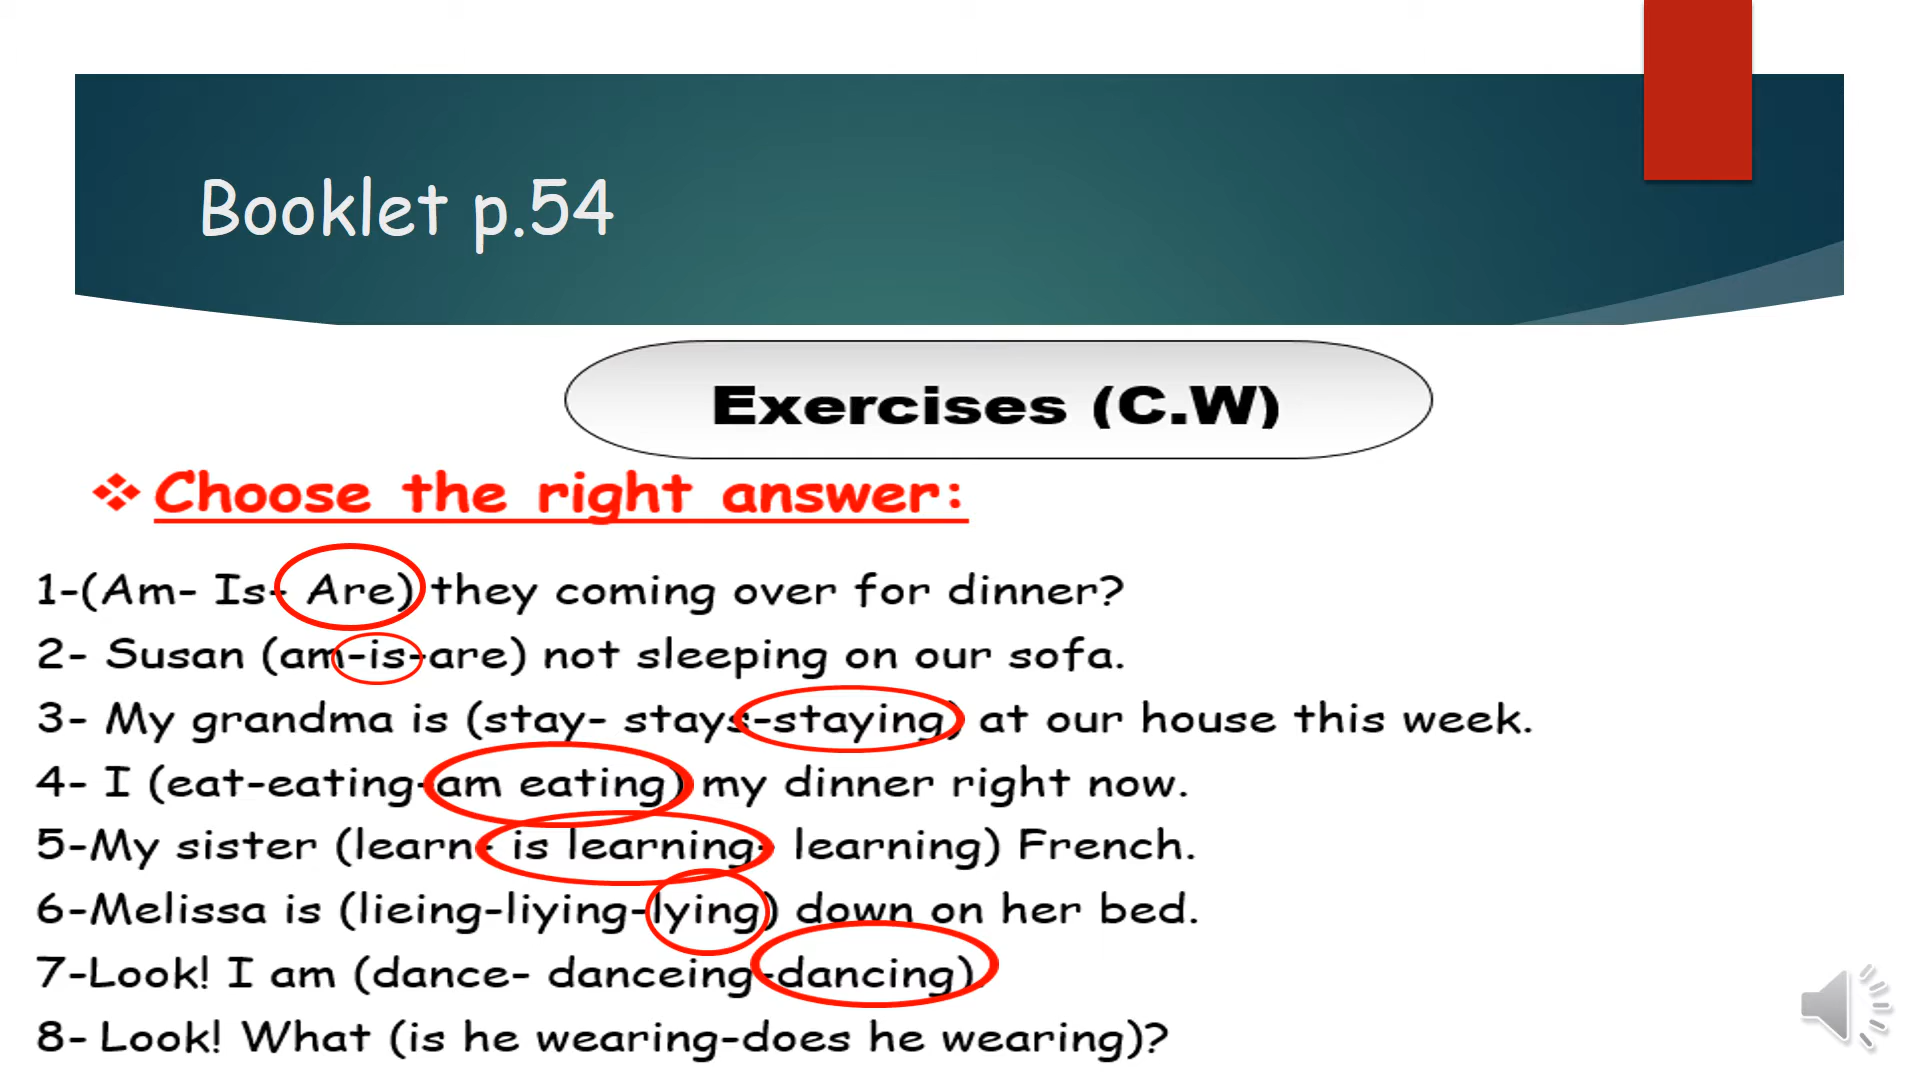 Booklet p.54
Exercises (C.W)
Choose the right answer:
1-(Am- Is- Are) they coming over for dinner?
2- Susan (am-is-are) not sleeping on our sofa.
3- My grandma is (stay- stays-staying) at our house this week.
4- I (eat-eating-am eating) my dinner right now.
5-My sister (learn- is learning- learning) French.
6-Melissa is (lieing-liying-lying) down on her bed.
7-Look! I am (dance- danceing-dancing).
8- Look! What (is he wearing-does he wearing)?